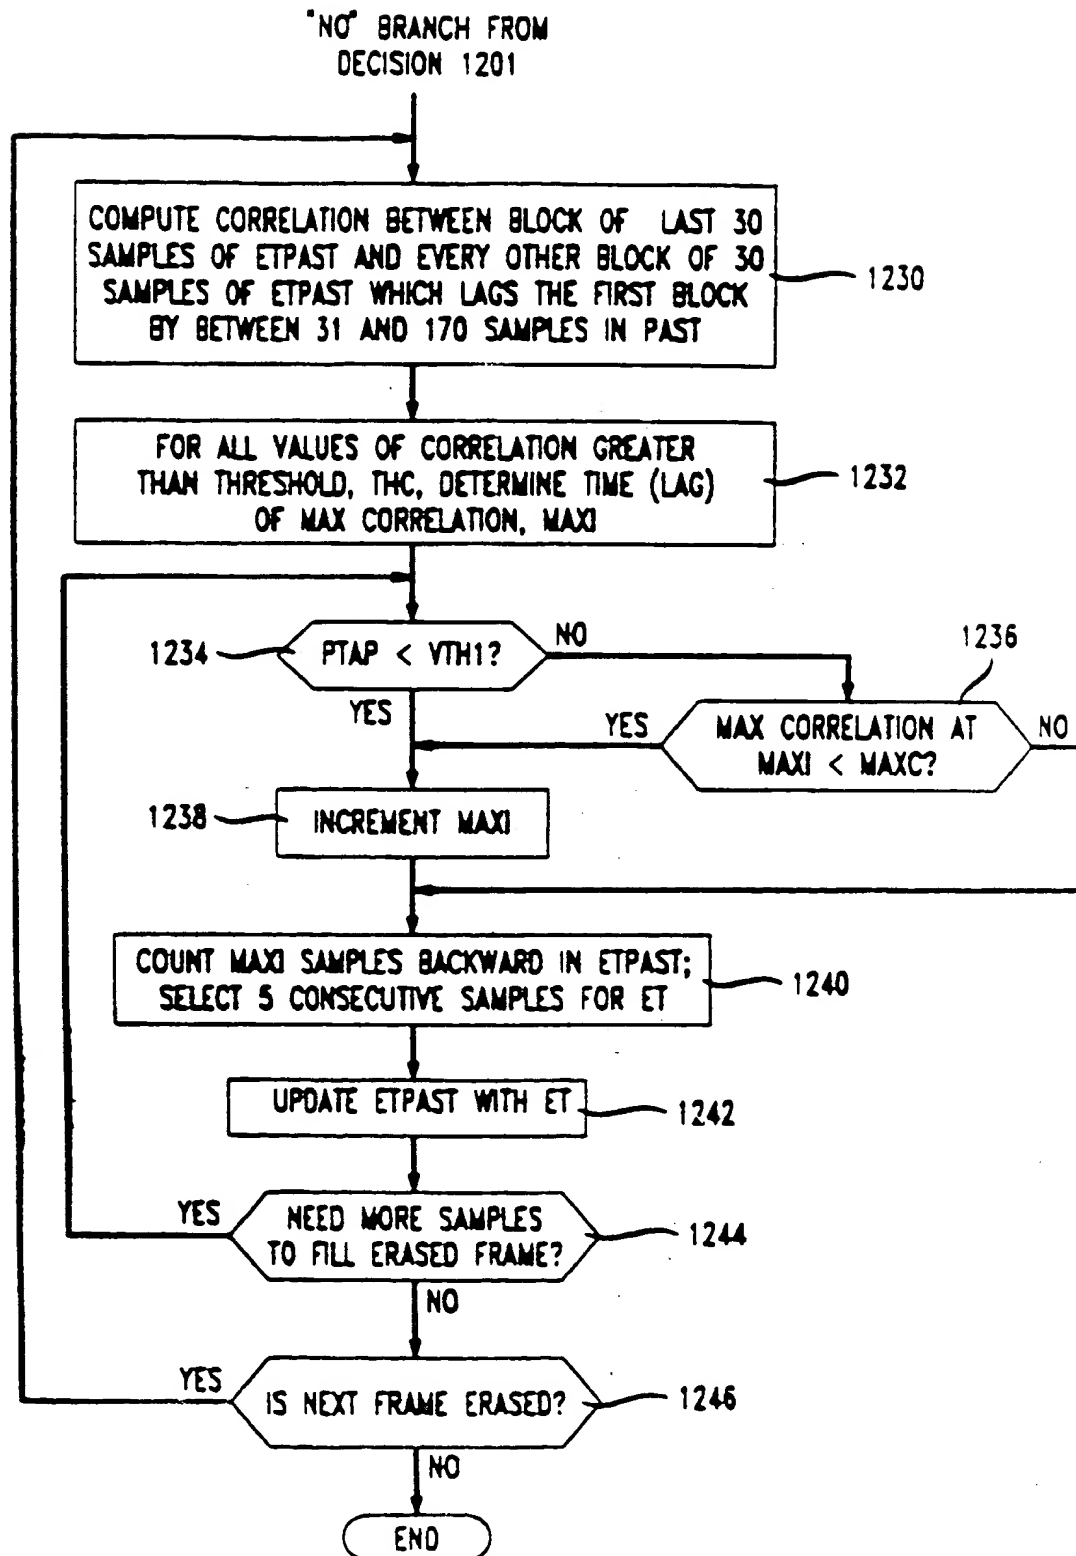 "NO" BRANCH FROM
DECISION 1201
COMPUTE CORRELATION BETWEEN BLOCK OF LAST 30
SAMPLES OF ETPAST AND EVERY OTHER BLOCK OF 30
SAMPLES OF ETPAST WHICH LAGS THE FIRST BLOCK
BY BETWEEN 31 AND 170 SAMPLES IN PAST
1230
FOR ALL VALUES OF CORRELATION GREATER
THAN THRESHOLD, THC, DETERMINE TIME (LAG)
OF MAX CORRELATION, MAXI
1232
1234
PTAP < VTH1?
NO
1236
YES
YES
MAX CORRELATION AT
MAXI < MAXC?
NO
1238
INCREMENT MAXI
COUNT MAXI SAMPLES BACKWARD IN ETPAST;
SELECT 5 CONSECUTIVE SAMPLES FOR ET
1240
UPDATE ETPAST WITH ET
1242
YES
NEED MORE SAMPLES
TO FILL ERASED FRAME?
1244
NO
YES
IS NEXT FRAME ERASED?
1246
NO
END